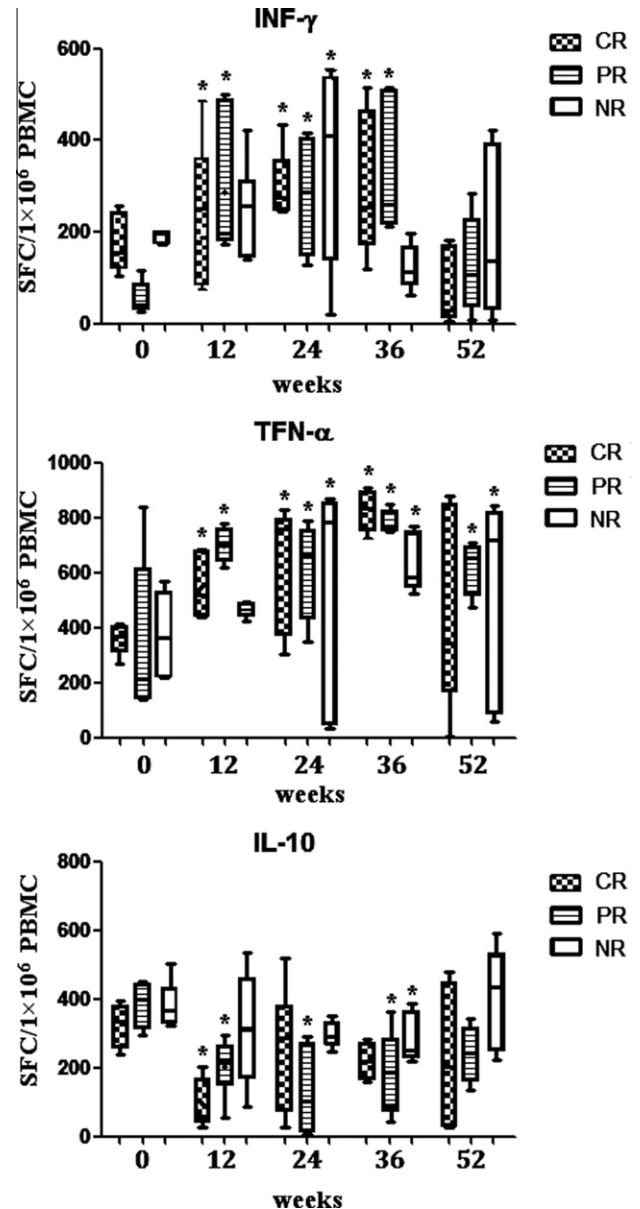 INF-γ
SFC/1×10⁶ PBMC
600
400
200
0
* * * * * * *
0 12 24 36 52
weeks
CR
PR
NR
TFN-α
SFC/1×10⁶ PBMC
1000
800
600
400
200
0
* * * * * * * * * *
0 12 24 36 52
weeks
CR
PR
NR
IL-10
SFC/1×10⁶ PBMC
800
600
400
200
0
* * * * *
0 12 24 36 52
weeks
CR
PR
NR